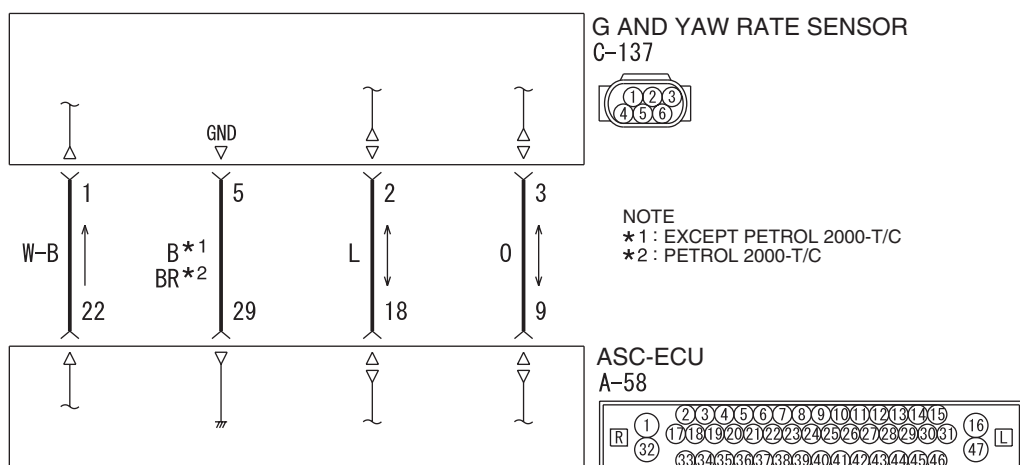 G AND YAW RATE SENSOR
C-137
1 2 3
4 5 6
GND
1 5 2 3
W-B B*1 L O
BR*2
22 29 18 9
NOTE
*1: EXCEPT PETROL 2000-T/C
*2: PETROL 2000-T/C
ASC-ECU
A-58
R 1 2 3 4 5 6 7 8 9 10 11 12 13 14 15 16 L
32 17 18 19 20 21 22 23 24 25 26 27 28 29 30 31 47
33 34 35 36 37 38 39 40 41 42 43 44 45 46